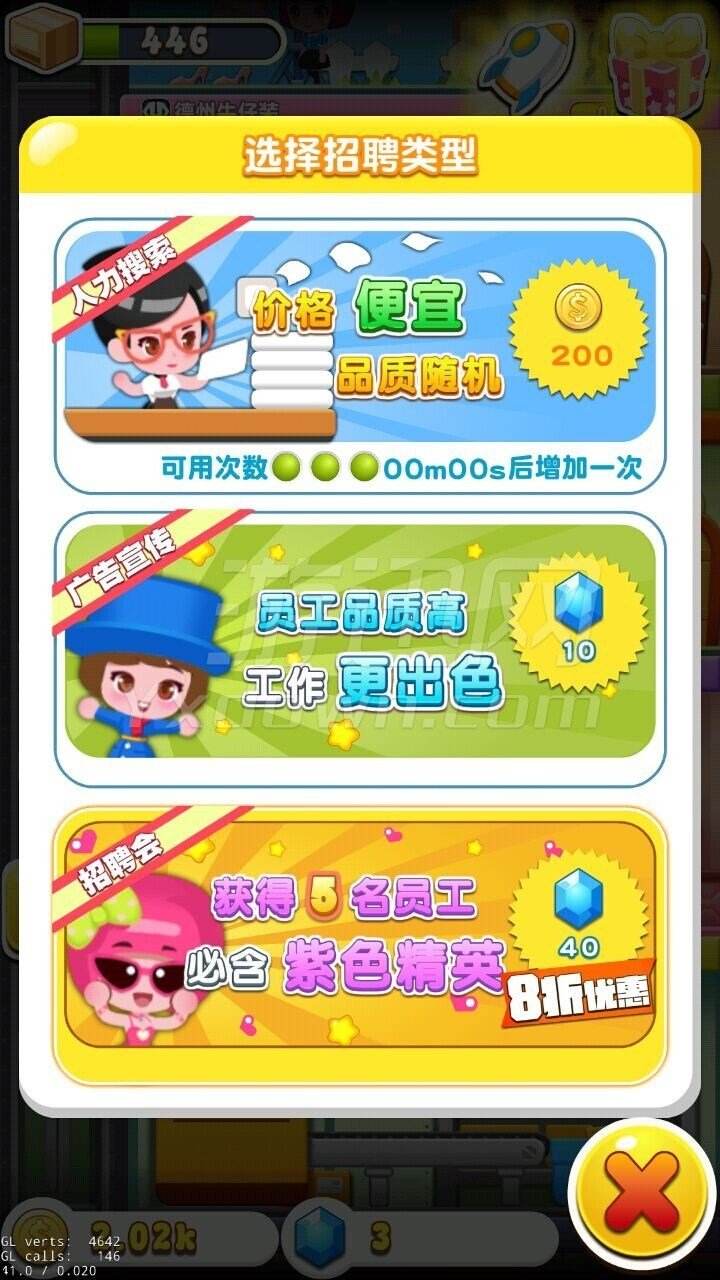 446
德州牛仔装
选择招聘类型
人力搜索
价格 便宜
品质随机
200
可用次数 00m00s后增加一次
广告宣传
员工品质高
工作 更出色
10
游讯网
Yxdown.com
招聘会
获得 5 名员工
必含 紫色精英
40
8折优惠
2.02k
3
GL verts: 4642
GL calls: 146
41.0 / 0.020